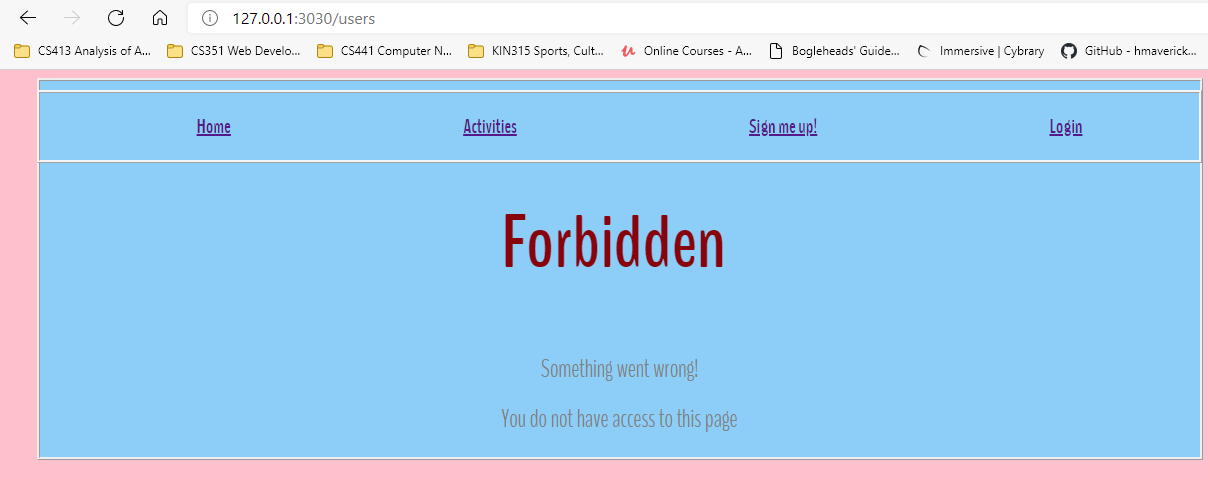 127.0.0.1:3030/users
CS413 Analysis of A... CS351 Web Develo... CS441 Computer N... KIN315 Sports, Cult... Online Courses - A... Bogleheads' Guide... Immersive | Cybrary GitHub - hmaverick...
Home Activities Sign me up! Login
Forbidden
Something went wrong!
You do not have access to this page